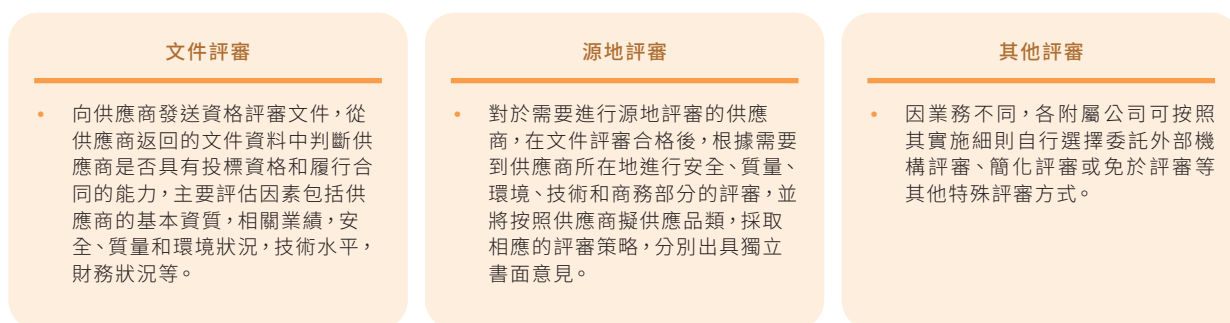 文件評審
• 向供應商發送資格評審文件，從
供應商返回的文件資料中判斷供
應商是否具有投標資格和履行合
同的能力，主要評估因素包括供
應商的基本資質，相關業績，安
全、質量和環境狀況，技術水平，
財務狀況等。
源地評審
• 對於需要進行源地評審的供應
商，在文件評審合格後，根據需要
到供應商所在地進行安全、質量、
環境、技術和商務部分的評審，並
將按照供應商擬供應品類，採取
相應的評審策略，分別出具獨立
書面意見。
其他評審
• 因業務不同，各附屬公司可按照
其實施細則自行選擇委託外部機
構評審、簡化評審或免於評審等
其他特殊評審方式。